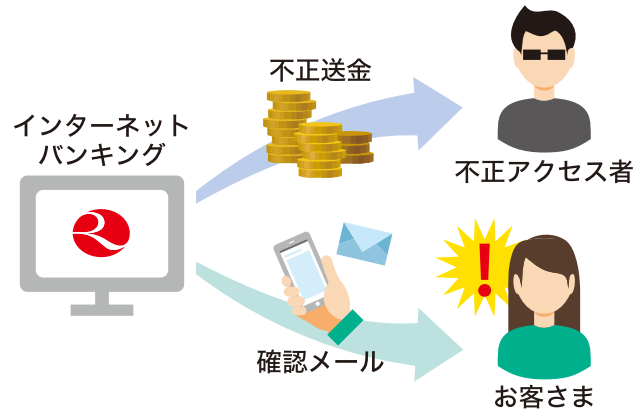 不正送金
インターネット
バンキング
不正アクセス者
!
確認メール
お客さま